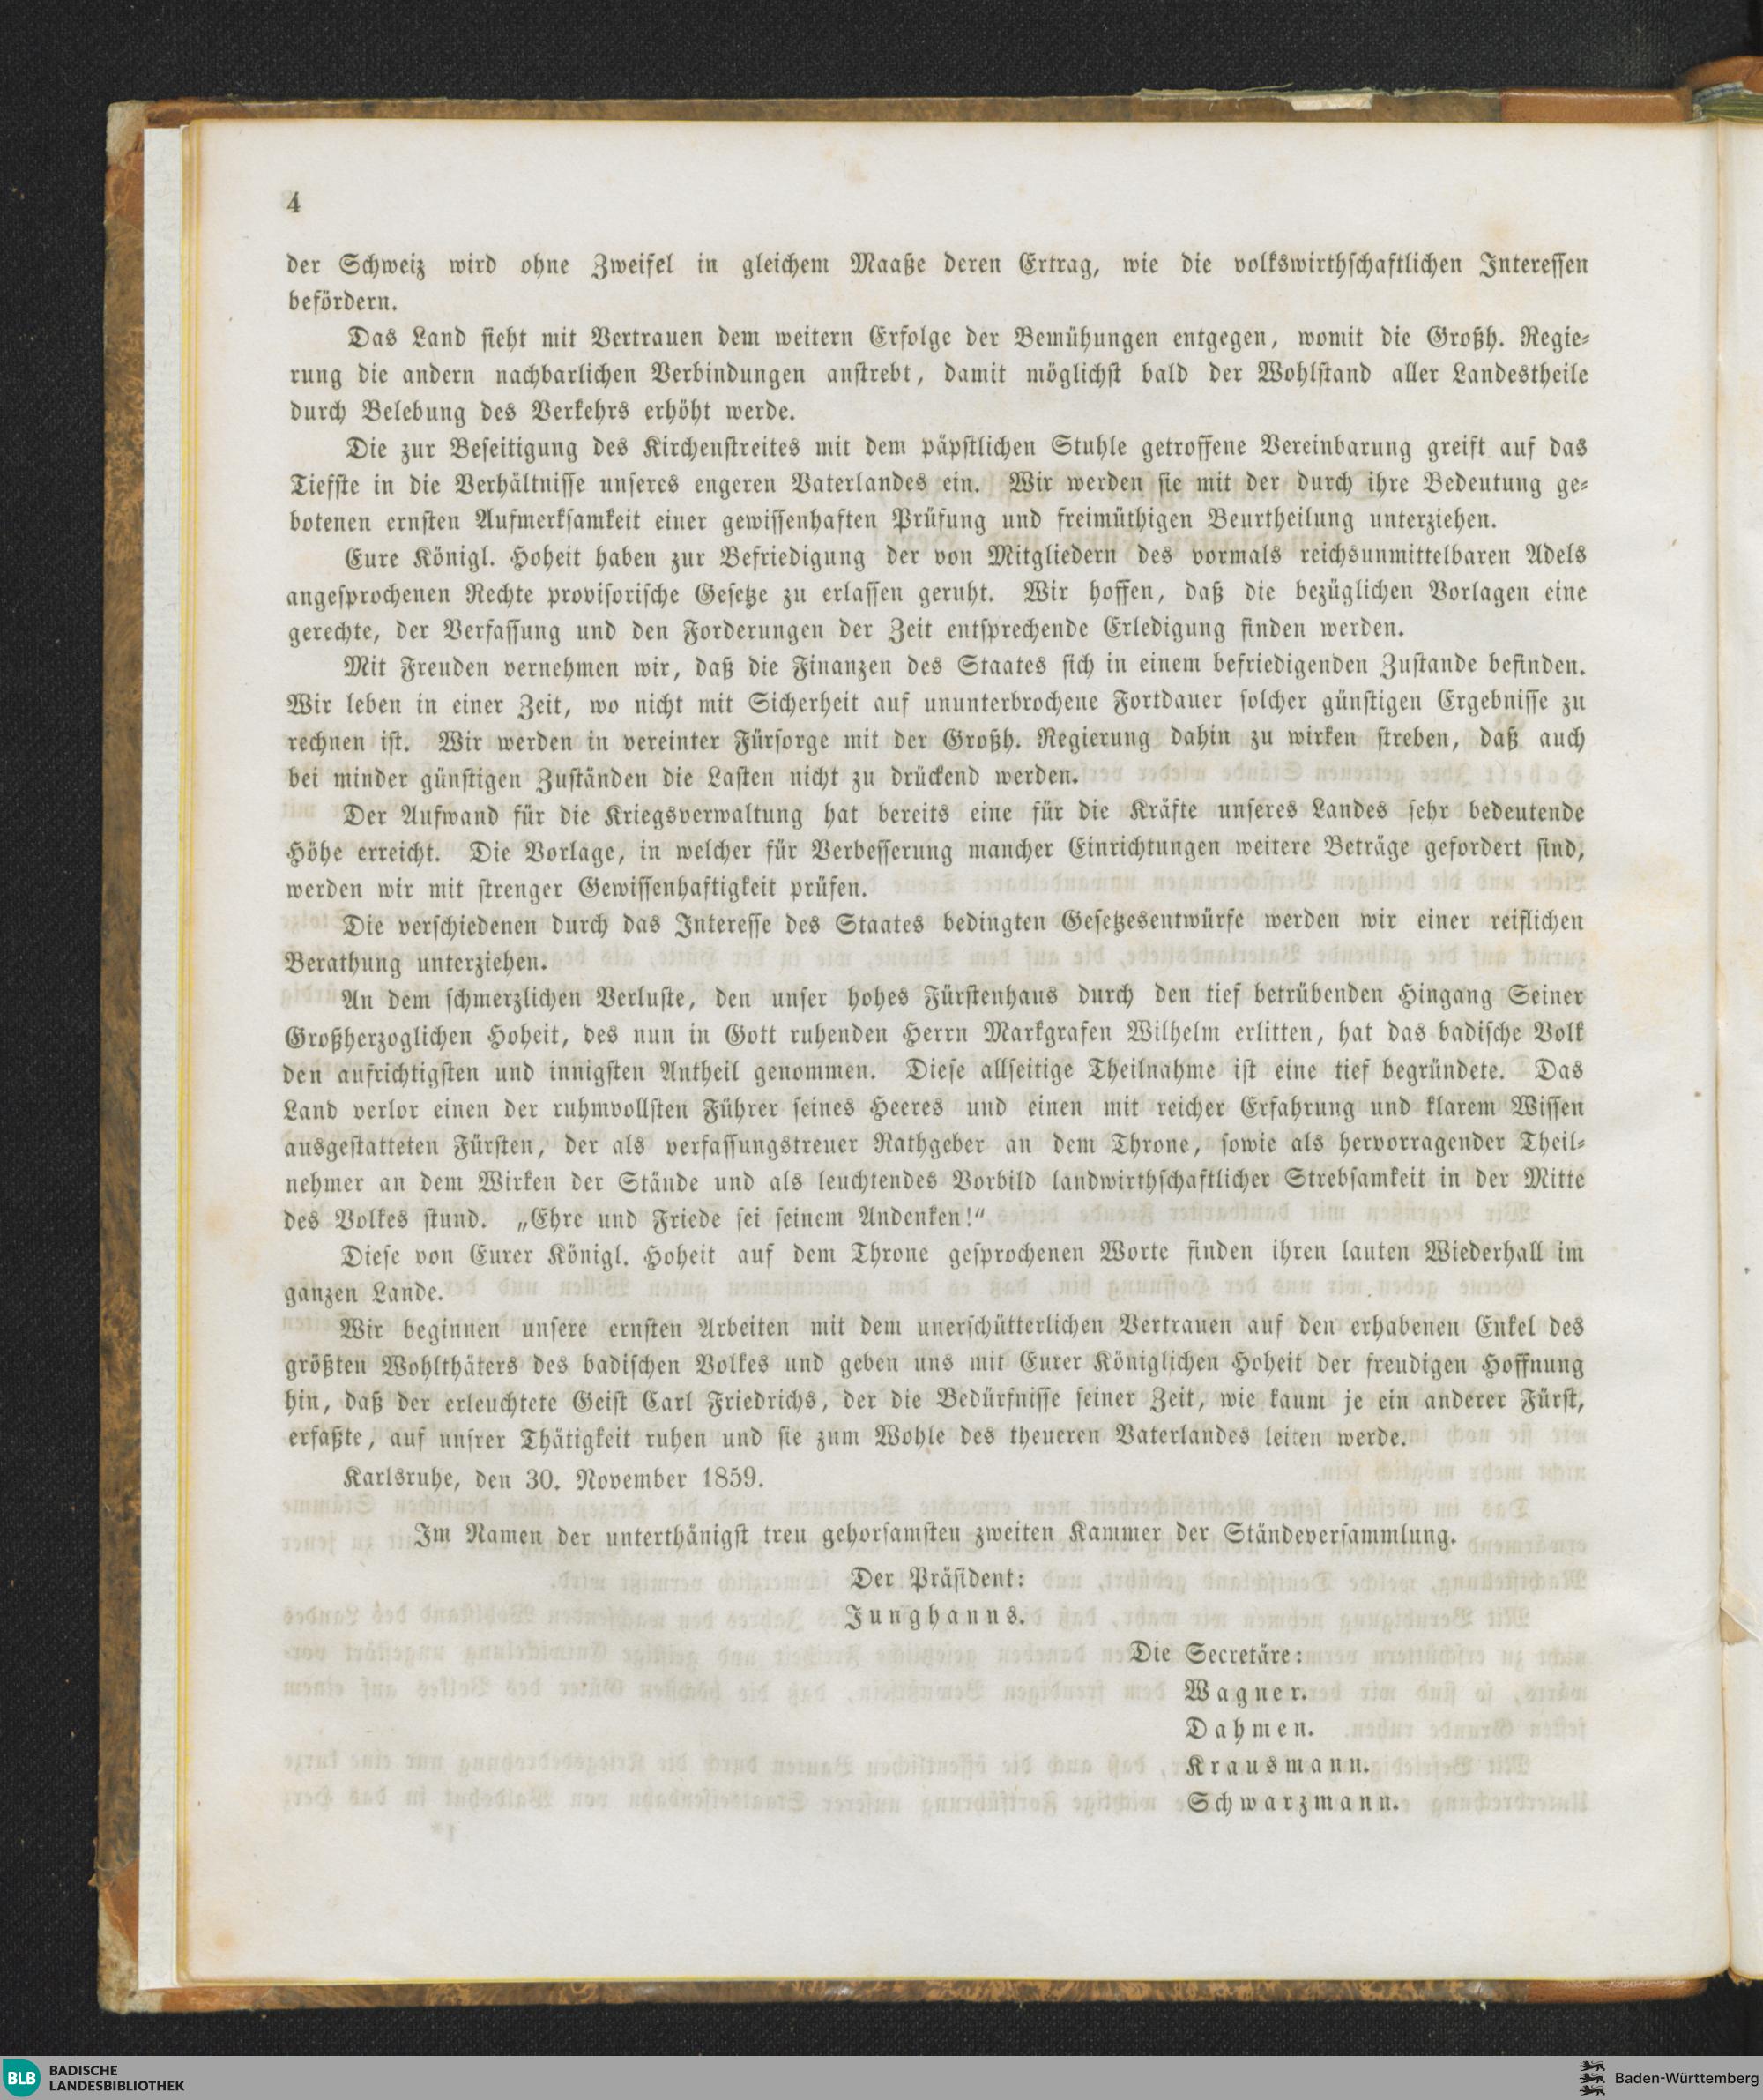 4
der Schweiz wird ohne Zweifel in gleichem Maaße deren Ertrag, wie die volkswirthschaftlichen Interessen
befördern.
Das Land sieht mit Vertrauen dem weitern Erfolge der Bemühungen entgegen, womit die Großh. Regie-
rung die andern nachbarlichen Verbindungen anstrebt, damit möglichst bald der Wohlstand aller Landestheile
durch Belebung des Verkehrs erhöht werde.
Die zur Beseitigung des Kirchenstreites mit dem päpstlichen Stuhle getroffene Vereinbarung greift auf das
Tiefste in die Verhältnisse unseres engeren Vaterlandes ein. Wir werden sie mit der durch ihre Bedeutung ge-
botenen ernsten Aufmerksamkeit einer gewissenhaften Prüfung und freimüthigen Beurtheilung unterziehen.
Eure Königl. Hoheit haben zur Befriedigung der von Mitgliedern des vormals reichsunmittelbaren Adels
angesprochenen Rechte provisorische Gesetze zu erlassen geruht. Wir hoffen, daß die bezüglichen Vorlagen eine
gerechte, der Verfassung und den Forderungen der Zeit entsprechende Erledigung finden werden.
Mit Freuden vernehmen wir, daß die Finanzen des Staates sich in einem befriedigenden Zustande befinden.
Wir leben in einer Zeit, wo nicht mit Sicherheit auf ununterbrochene Fortdauer solcher günstigen Ergebnisse zu
rechnen ist. Wir werden in vereinter Fürsorge mit der Großh. Regierung dahin zu wirken streben, daß auch
bei minder günstigen Zuständen die Lasten nicht zu drückend werden.
Der Aufwand für die Kriegsverwaltung hat bereits eine für die Kräfte unseres Landes sehr bedeutende
Höhe erreicht. Die Vorlage, in welcher für Verbesserung mancher Einrichtungen weitere Beträge gefordert sind,
werden wir mit strenger Gewissenhaftigkeit prüfen.
Die verschiedenen durch das Interesse des Staates bedingten Gesetzesentwürfe werden wir einer reiflichen
Berathung unterziehen.
An dem schmerzlichen Verluste, den unser hohes Fürstenhaus durch den tief betrübenden Hingang Seiner
Großherzoglichen Hoheit, des nun in Gott ruhenden Herrn Markgrafen Wilhelm erlitten, hat das badische Volk
den aufrichtigsten und innigsten Antheil genommen. Diese allseitige Theilnahme ist eine tief begründete. Das
Land verlor einen der ruhmvollsten Führer seines Heeres und einen mit reicher Erfahrung und klarem Wissen
ausgestatteten Fürsten, der als verfassungstreuer Rathgeber an dem Throne, sowie als hervorragender Theil-
nehmer an dem Wirken der Stände und als leuchtendes Vorbild landwirthschaftlicher Strebsamkeit in der Mitte
des Volkes stund. „Ehre und Friede sei seinem Andenken!“
Diese von Eurer Königl. Hoheit auf dem Throne gesprochenen Worte finden ihren lauten Wiederhall im
ganzen Lande.
Wir beginnen unsere ernsten Arbeiten mit dem unerschütterlichen Vertrauen auf den erhabenen Enkel des
größten Wohlthäters des badischen Volkes und geben uns mit Eurer Königlichen Hoheit der freudigen Hoffnung
hin, daß der erleuchtete Geist Carl Friedrichs, der die Bedürfnisse seiner Zeit, wie kaum je ein anderer Fürst,
erfaßte, auf unsrer Thätigkeit ruhen und sie zum Wohle des theueren Vaterlandes leiten werde.
Karlsruhe, den 30. November 1859.
Im Namen der unterthänigst treu gehorsamsten zweiten Kammer der Ständeversammlung.
Der Präsident:
Junghanns.
Die Secretäre:
Wagner.
Dahmen.
Krausmann.
Schwarzmann.
BLB BADISCHE
LANDESBIBLIOTHEK
Baden-Württemberg